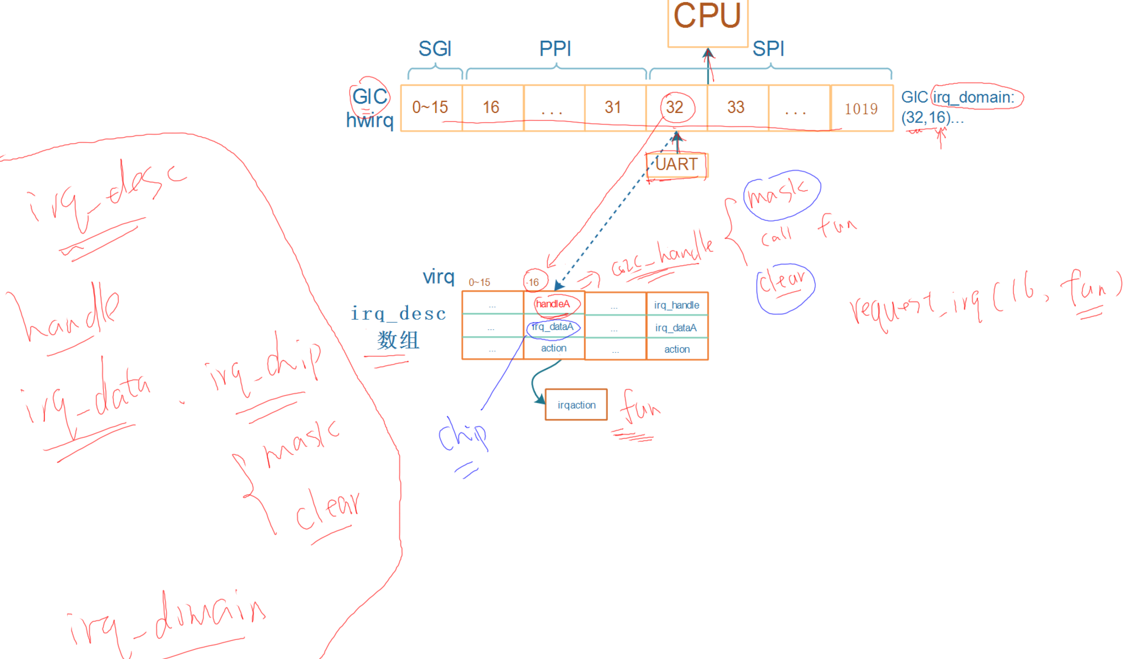 CPU
SGI PPI SPI
GIC 0~15 16 ... 31 32 33 ... 1019 GIC irq_domain:
hwirq (32,16)...
UART
irq_desc
mask
call fun
clear
virq 0~15 16
handle
request_irq(16, fun)
irq_desc
数组
... handleA ... irq_handle
... irq_dataA ... irq_dataA
... action ... action
irq_data . irq_chip
irqaction fun
mask
clear
chip
irq_domain